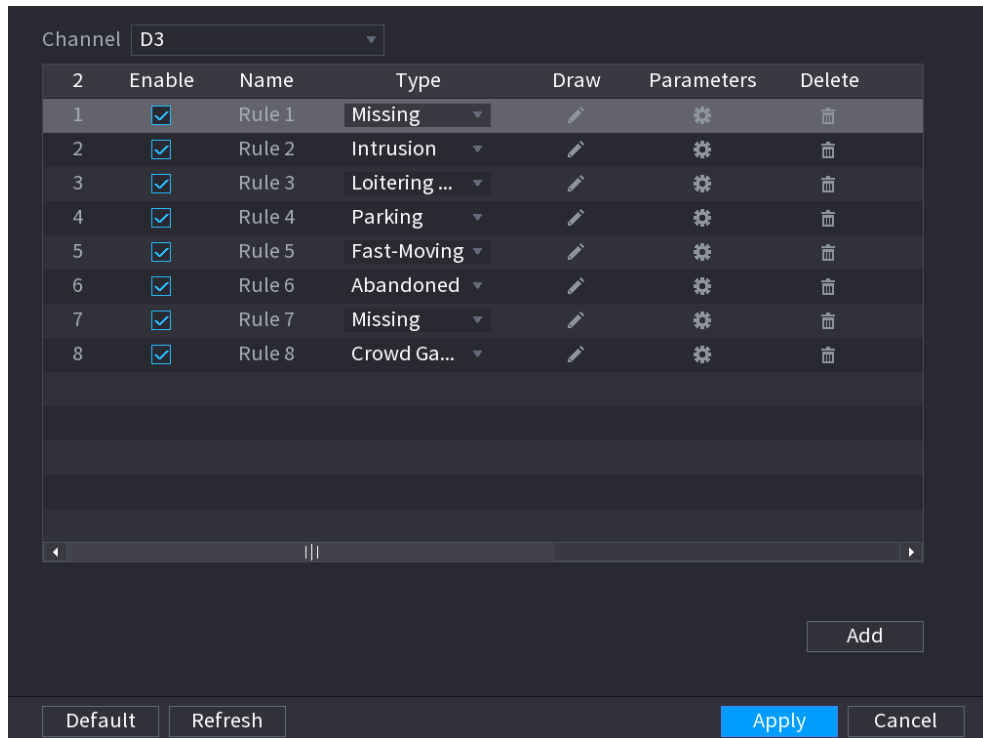 Channel D3
2 Enable Name Type Draw Parameters Delete
1 Rule 1 Missing
2 Rule 2 Intrusion
3 Rule 3 Loitering ...
4 Rule 4 Parking
5 Rule 5 Fast-Moving
6 Rule 6 Abandoned
7 Rule 7 Missing
8 Rule 8 Crowd Ga...
Add
Default Refresh Apply Cancel